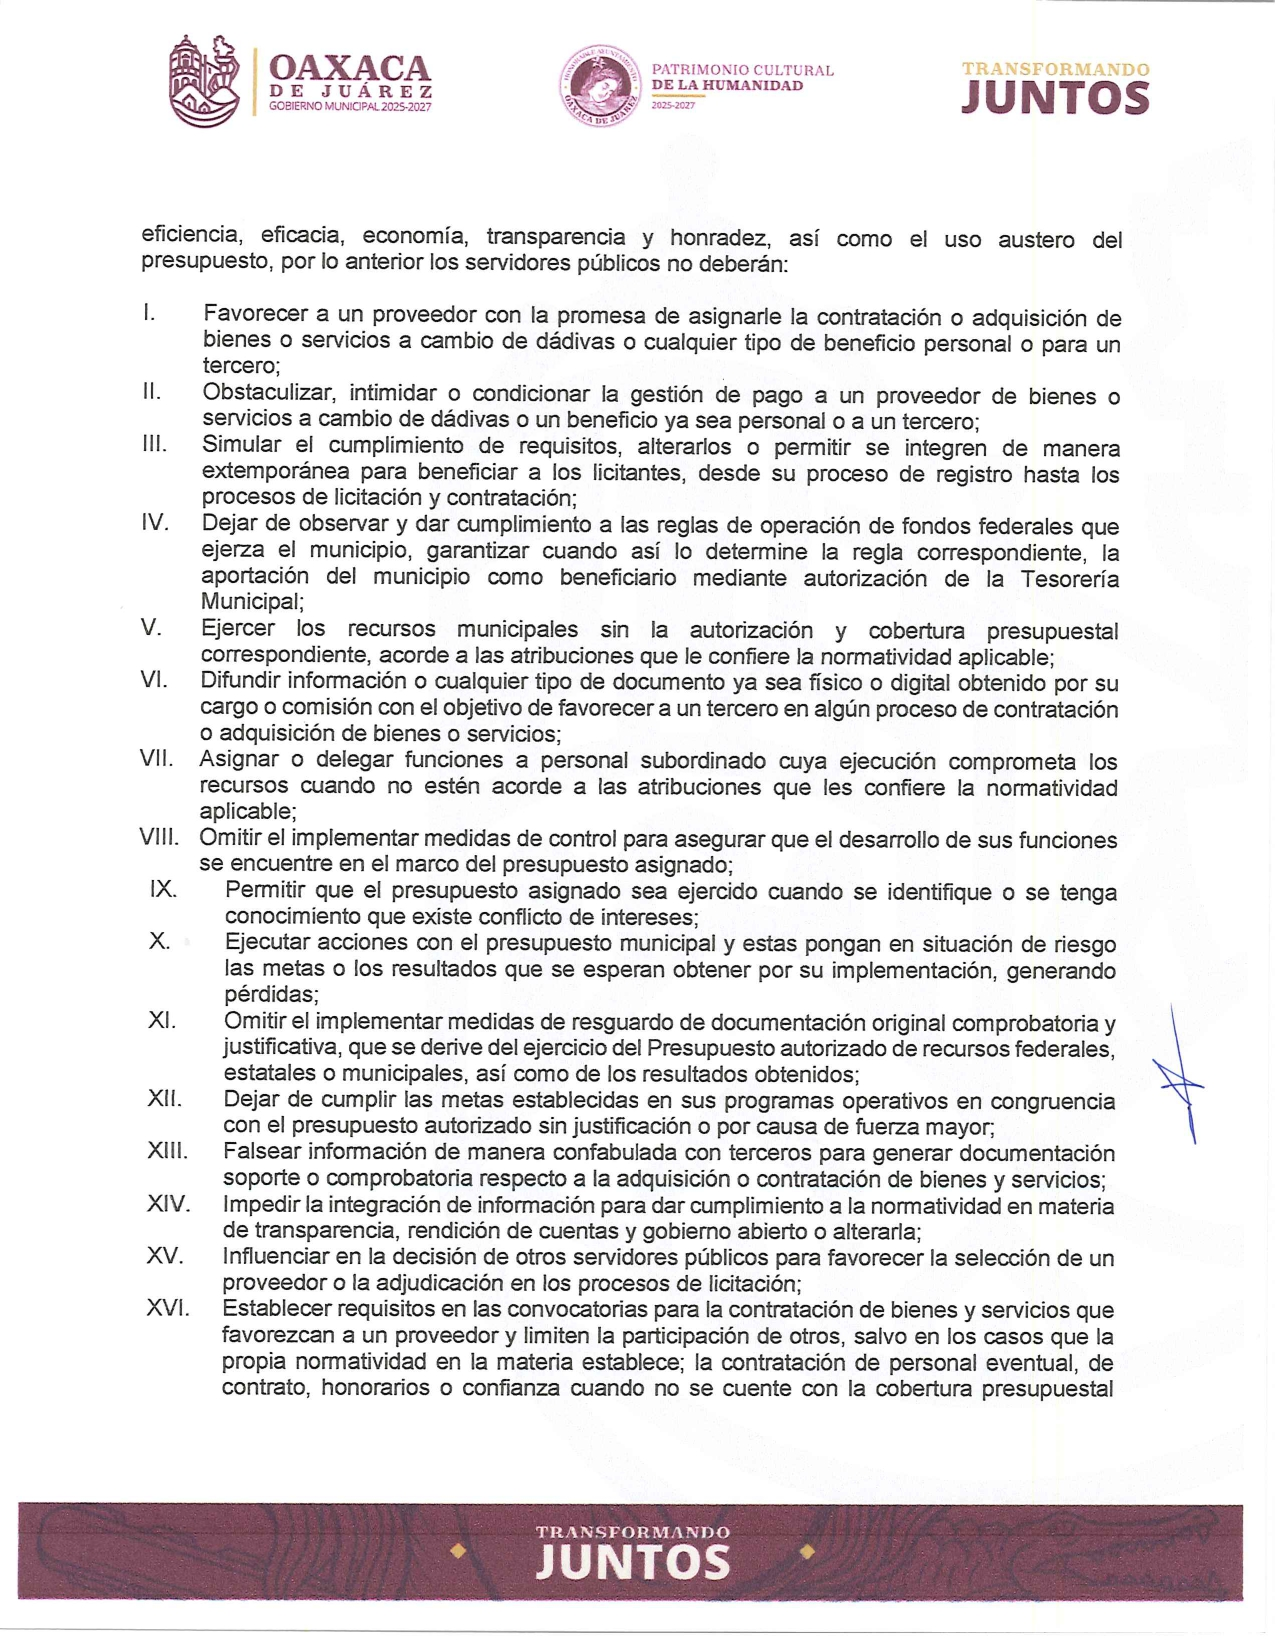 OAXACA
DE JUÁREZ
GOBIERNO MUNICIPAL 2025-2027
HONORABLE AYUNTAMIENTO
OAXACA DE JUÁREZ
PATRIMONIO CULTURAL
DE LA HUMANIDAD
2025-2027
TRANSFORMANDO
JUNTOS
eficiencia, eficacia, economía, transparencia y honradez, así como el uso austero del
presupuesto, por lo anterior los servidores públicos no deberán:
I. Favorecer a un proveedor con la promesa de asignarle la contratación o adquisición de
bienes o servicios a cambio de dádivas o cualquier tipo de beneficio personal o para un
tercero;
II. Obstaculizar, intimidar o condicionar la gestión de pago a un proveedor de bienes o
servicios a cambio de dádivas o un beneficio ya sea personal o a un tercero;
III. Simular el cumplimiento de requisitos, alterarlos o permitir se integren de manera
extemporánea para beneficiar a los licitantes, desde su proceso de registro hasta los
procesos de licitación y contratación;
IV. Dejar de observar y dar cumplimiento a las reglas de operación de fondos federales que
ejerza el municipio, garantizar cuando así lo determine la regla correspondiente, la
aportación del municipio como beneficiario mediante autorización de la Tesorería
Municipal;
V. Ejercer los recursos municipales sin la autorización y cobertura presupuestal
correspondiente, acorde a las atribuciones que le confiere la normatividad aplicable;
VI. Difundir información o cualquier tipo de documento ya sea físico o digital obtenido por su
cargo o comisión con el objetivo de favorecer a un tercero en algún proceso de contratación
o adquisición de bienes o servicios;
VII. Asignar o delegar funciones a personal subordinado cuya ejecución comprometa los
recursos cuando no estén acorde a las atribuciones que les confiere la normatividad
aplicable;
VIII. Omitir el implementar medidas de control para asegurar que el desarrollo de sus funciones
se encuentre en el marco del presupuesto asignado;
IX. Permitir que el presupuesto asignado sea ejercido cuando se identifique o se tenga
conocimiento que existe conflicto de intereses;
X. Ejecutar acciones con el presupuesto municipal y estas pongan en situación de riesgo
las metas o los resultados que se esperan obtener por su implementación, generando
pérdidas;
XI. Omitir el implementar medidas de resguardo de documentación original comprobatoria y
justificativa, que se derive del ejercicio del Presupuesto autorizado de recursos federales,
estatales o municipales, así como de los resultados obtenidos;
XII. Dejar de cumplir las metas establecidas en sus programas operativos en congruencia
con el presupuesto autorizado sin justificación o por causa de fuerza mayor;
XIII. Falsear información de manera confabulada con terceros para generar documentación
soporte o comprobatoria respecto a la adquisición o contratación de bienes y servicios;
XIV. Impedir la integración de información para dar cumplimiento a la normatividad en materia
de transparencia, rendición de cuentas y gobierno abierto o alterarla;
XV. Influenciar en la decisión de otros servidores públicos para favorecer la selección de un
proveedor o la adjudicación en los procesos de licitación;
XVI. Establecer requisitos en las convocatorias para la contratación de bienes y servicios que
favorezcan a un proveedor y limiten la participación de otros, salvo en los casos que la
propia normatividad en la materia establece; la contratación de personal eventual, de
contrato, honorarios o confianza cuando no se cuente con la cobertura presupuestal
TRANSFORMANDO
JUNTOS